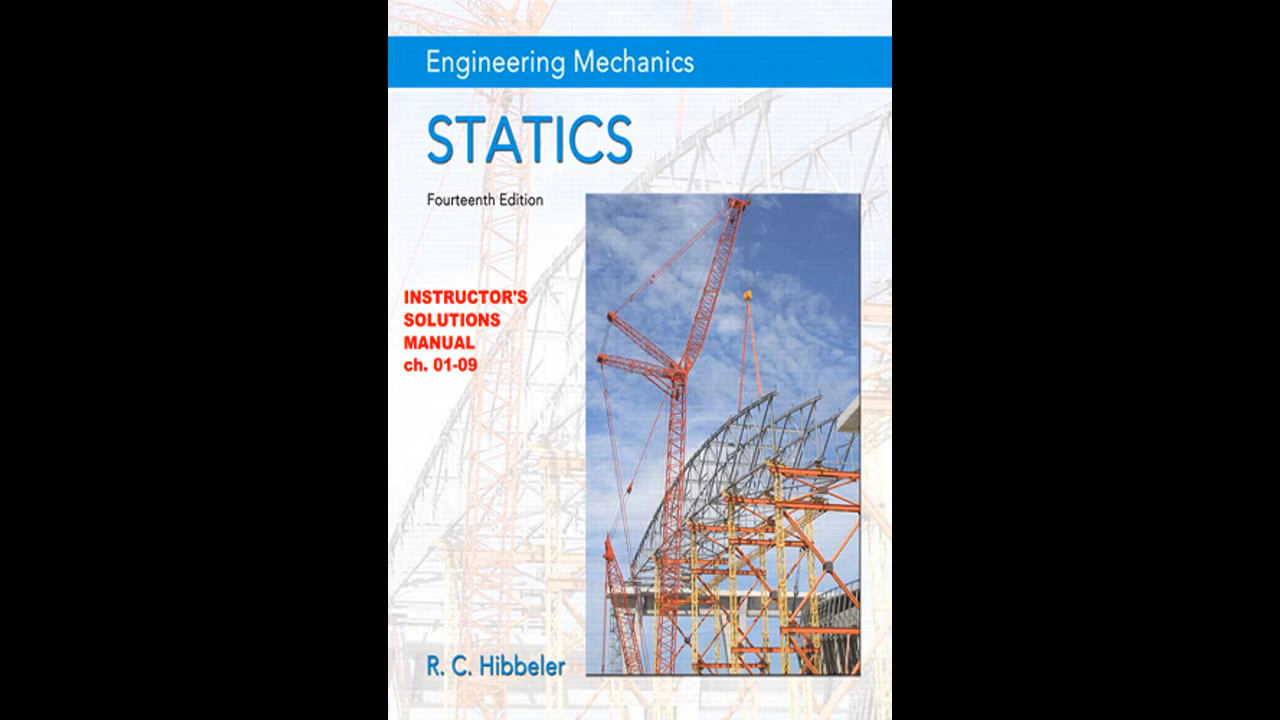 Engineering Mechanics
STATICS
Fourteenth Edition
INSTRUCTOR'S
SOLUTIONS
MANUAL
ch. 01-09
R. C. Hibbeler